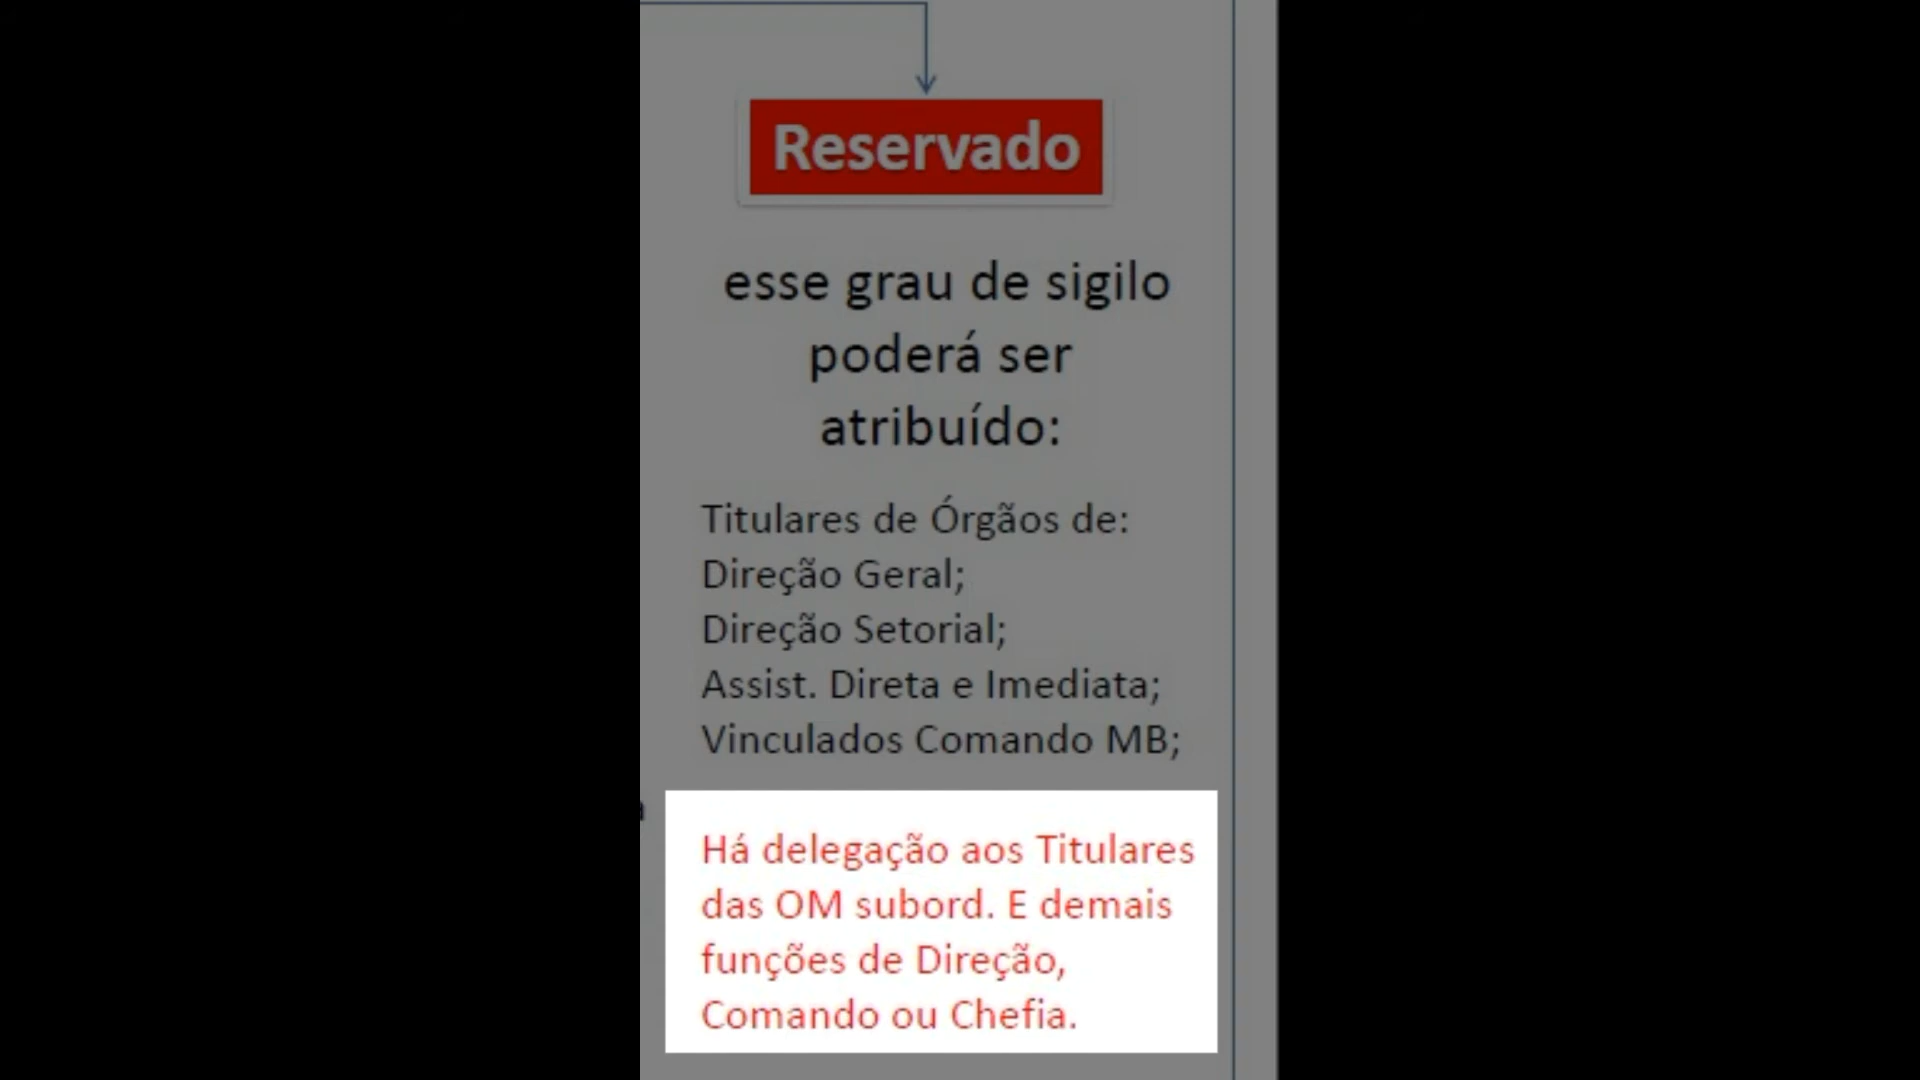 Reservado
esse grau de sigilo
poderá ser
atribuído:
Titulares de Órgãos de:
Direção Geral;
Direção Setorial;
Assist. Direta e Imediata;
Vinculados Comando MB;
Há delegação aos Titulares
das OM subord. E demais
funções de Direção,
Comando ou Chefia.